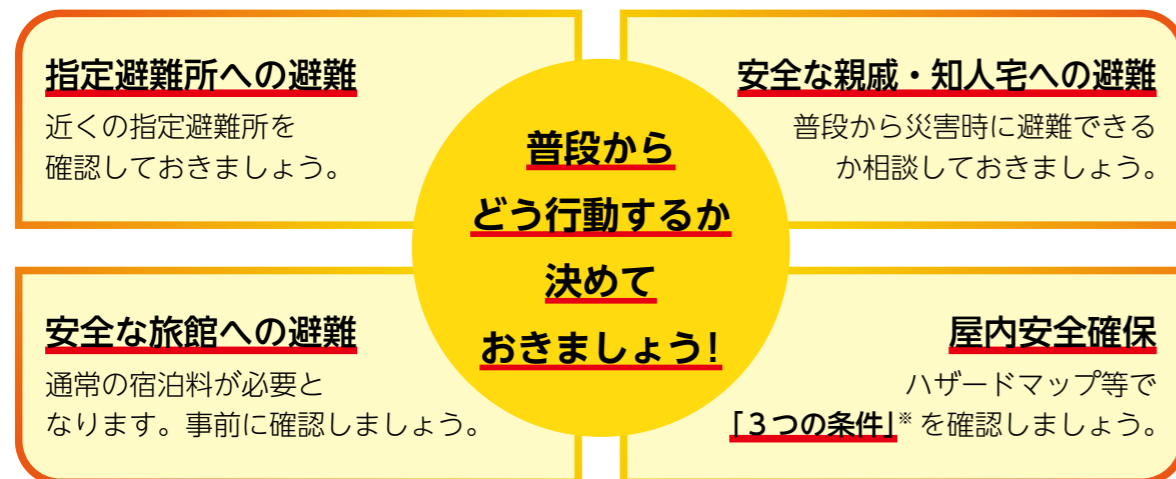 指定避難所への避難
近くの指定避難所を
確認しておきましょう。
安全な親戚・知人宅への避難
普段から災害時に避難できる
か相談しておきましょう。
普段から
どう行動するか
決めて
おきましょう!
安全な旅館への避難
通常の宿泊料が必要と
なります。事前に確認しましょう。
屋内安全確保
ハザードマップ等で
「3つの条件」※を確認しましょう。